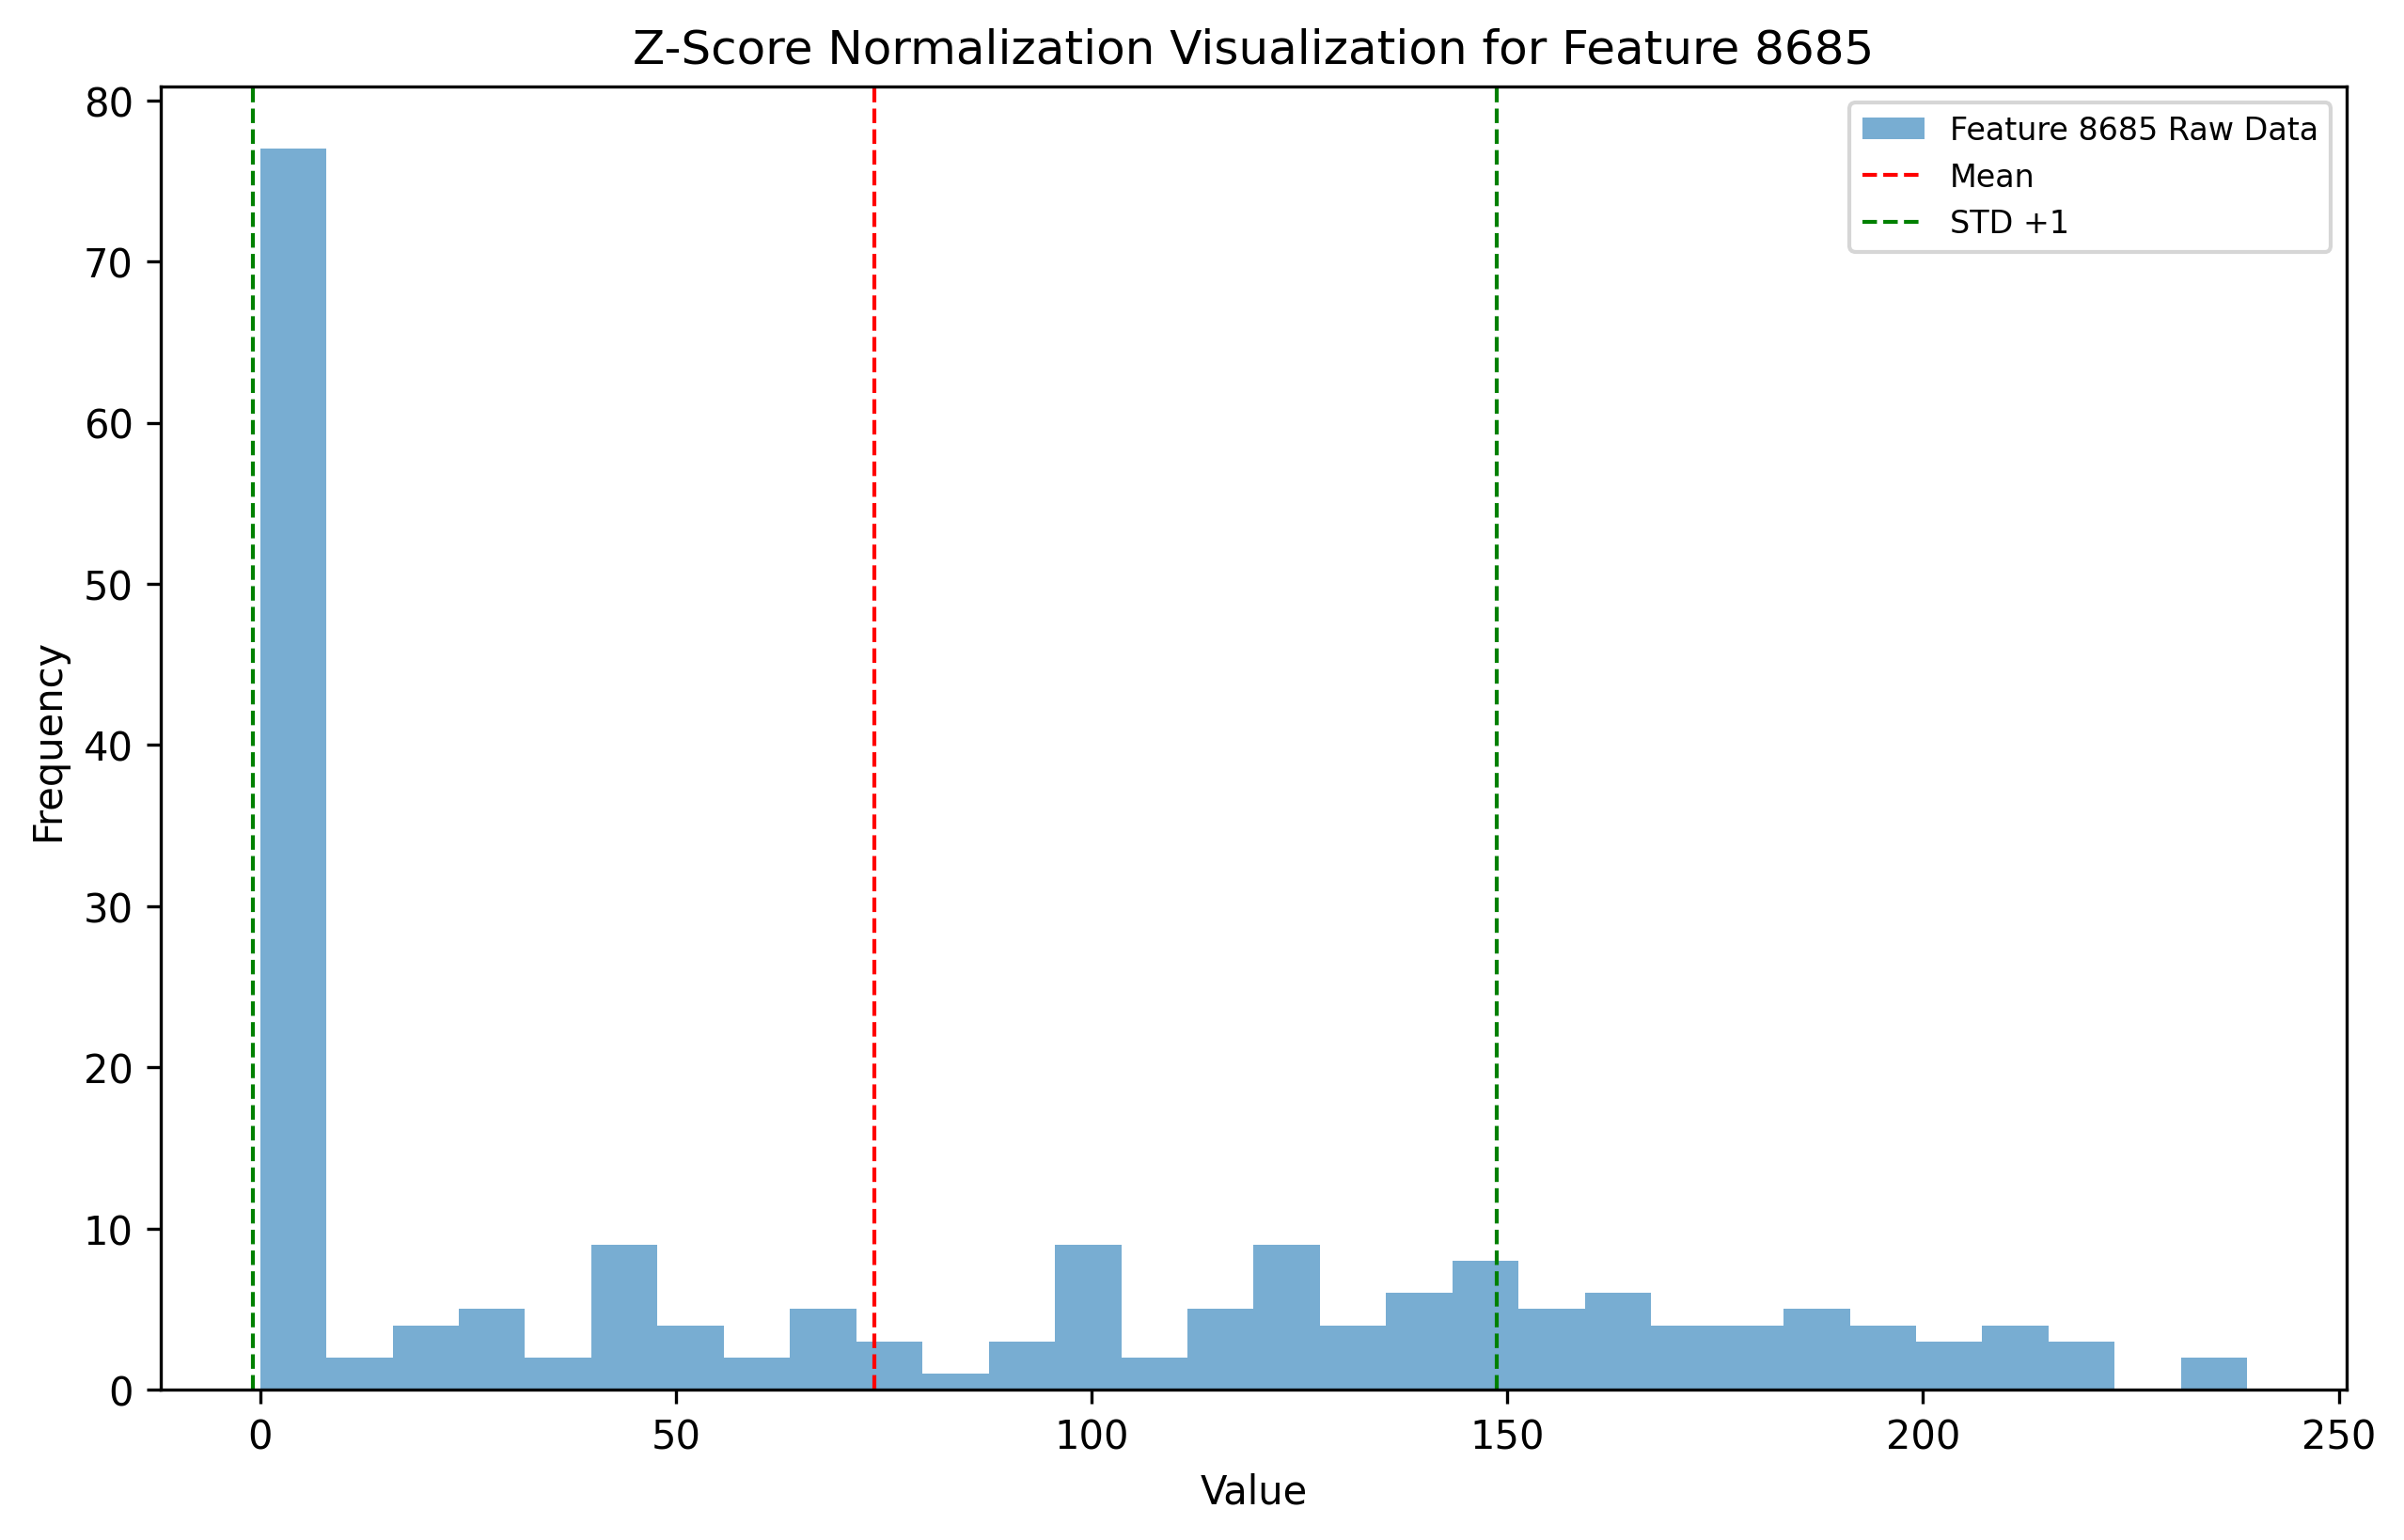 Z-Score Normalization Visualization for Feature 8685
Feature 8685 Raw Data
Mean
STD +1
80
70
60
50
40
30
20
10
0
Frequency
0 50 100 150 200 250
Value